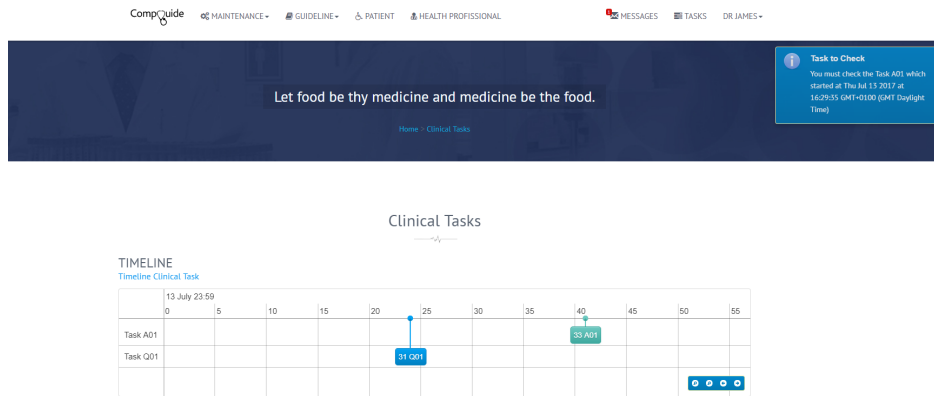 CompGuide
MAINTENANCE
GUIDELINE
PATIENT
HEALTH PROFISSIONAL
1
MESSAGES
TASKS
DR JAMES
Task to Check
You must check the Task A01 which
started at Thu Jul 13 2017 at
16:29:35 GMT+0100 (GMT Daylight
Time)
Let food be thy medicine and medicine be the food.
Home > Clinical Tasks
Clinical Tasks
TIMELINE
Timeline Clinical Task
13 July 23:59
0 5 10 15 20 25 30 35 40 45 50 55
Task A01
33 A01
Task Q01
31 Q01